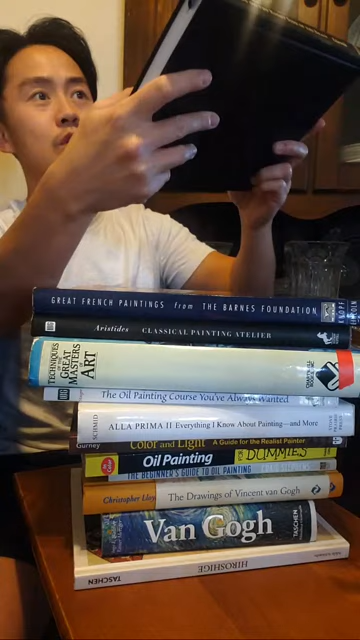 GREAT FRENCH PAINTINGS from THE BARNES FOUNDATION
Aristides CLASSICAL PAINTING ATELIER
TECHNIQUES OF THE GREAT MASTERS OF ART
The Oil Painting Course You've Always Wanted
SCHMID ALLA PRIMA II Everything I Know About Painting—and More
Gurney Color and Light A Guide for the Realist Painter
Oil Painting FOR DUMMIES
THE BEGINNER'S GUIDE TO OIL PAINTING
Christopher Lloyd The Drawings of Vincent van Gogh
Van Gogh TASCHEN
TASCHEN HIROSHIGE